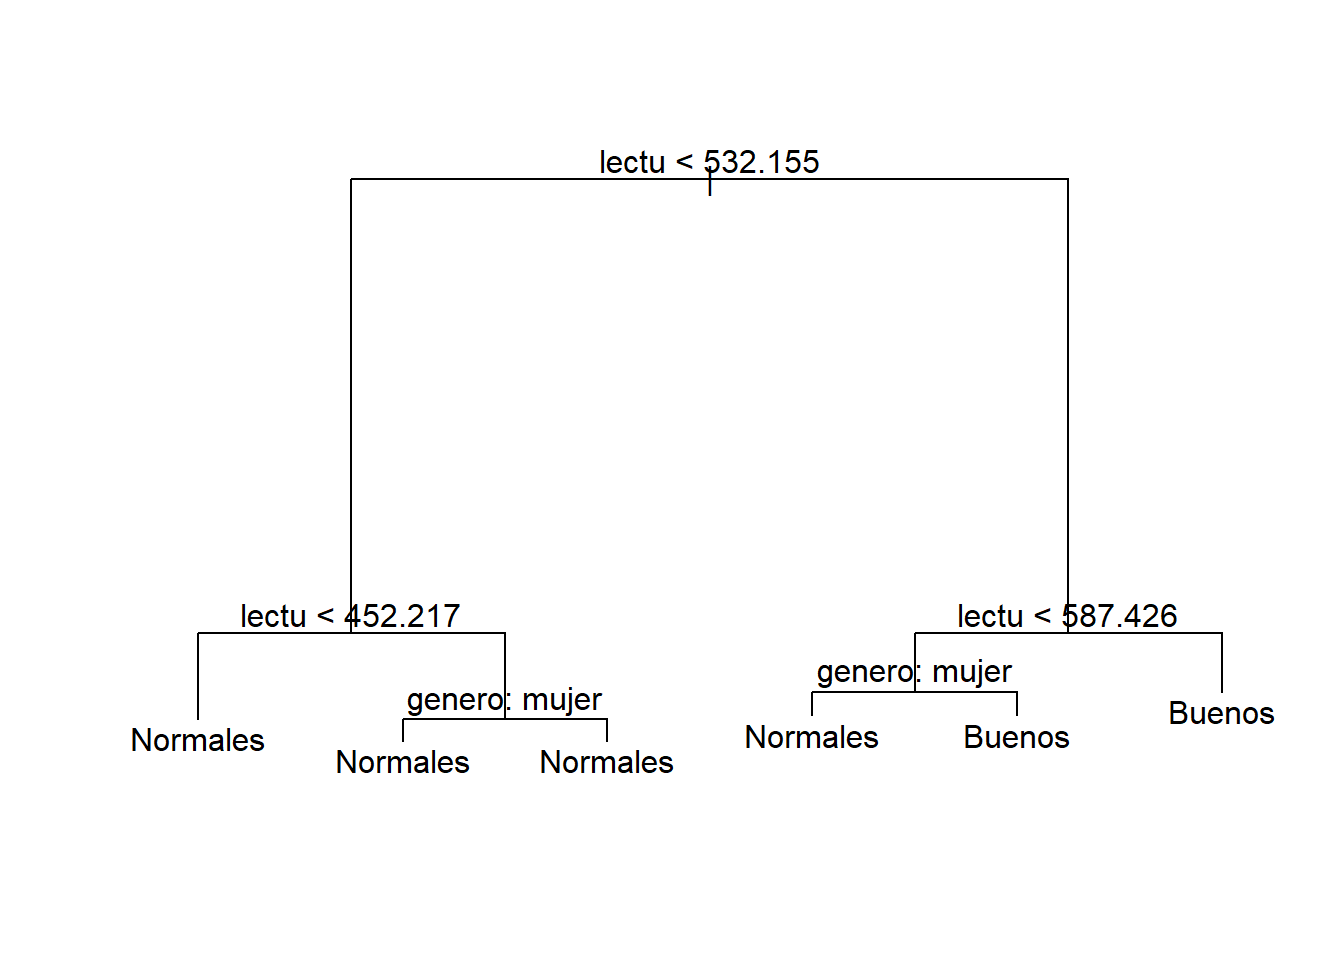 lectu < 532.155
lectu < 452.217
lectu < 587.426
genero: mujer
genero: mujer
Normales
Normales
Normales
Normales
Buenos
Buenos